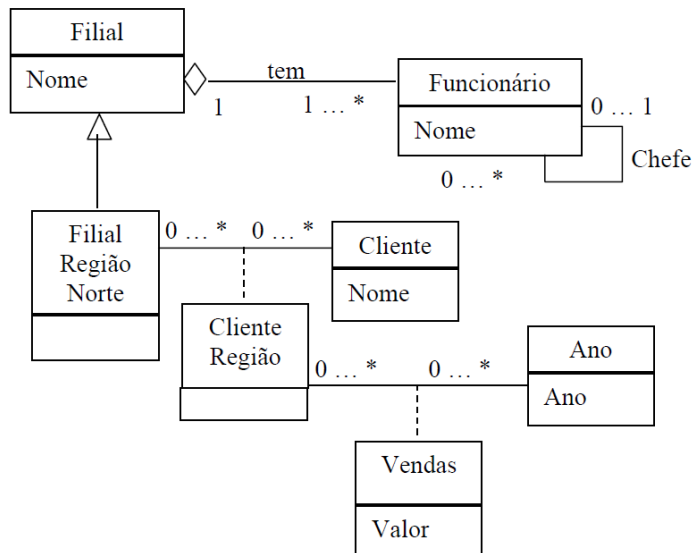 Filial
Nome
tem
1
1 ... *
Funcionário
Nome
0 ... 1
Chefe
0 ... *
Filial
Região
Norte
0 ... *
0 ... *
Cliente
Nome
Cliente
Região
0 ... *
0 ... *
Ano
Ano
Vendas
Valor